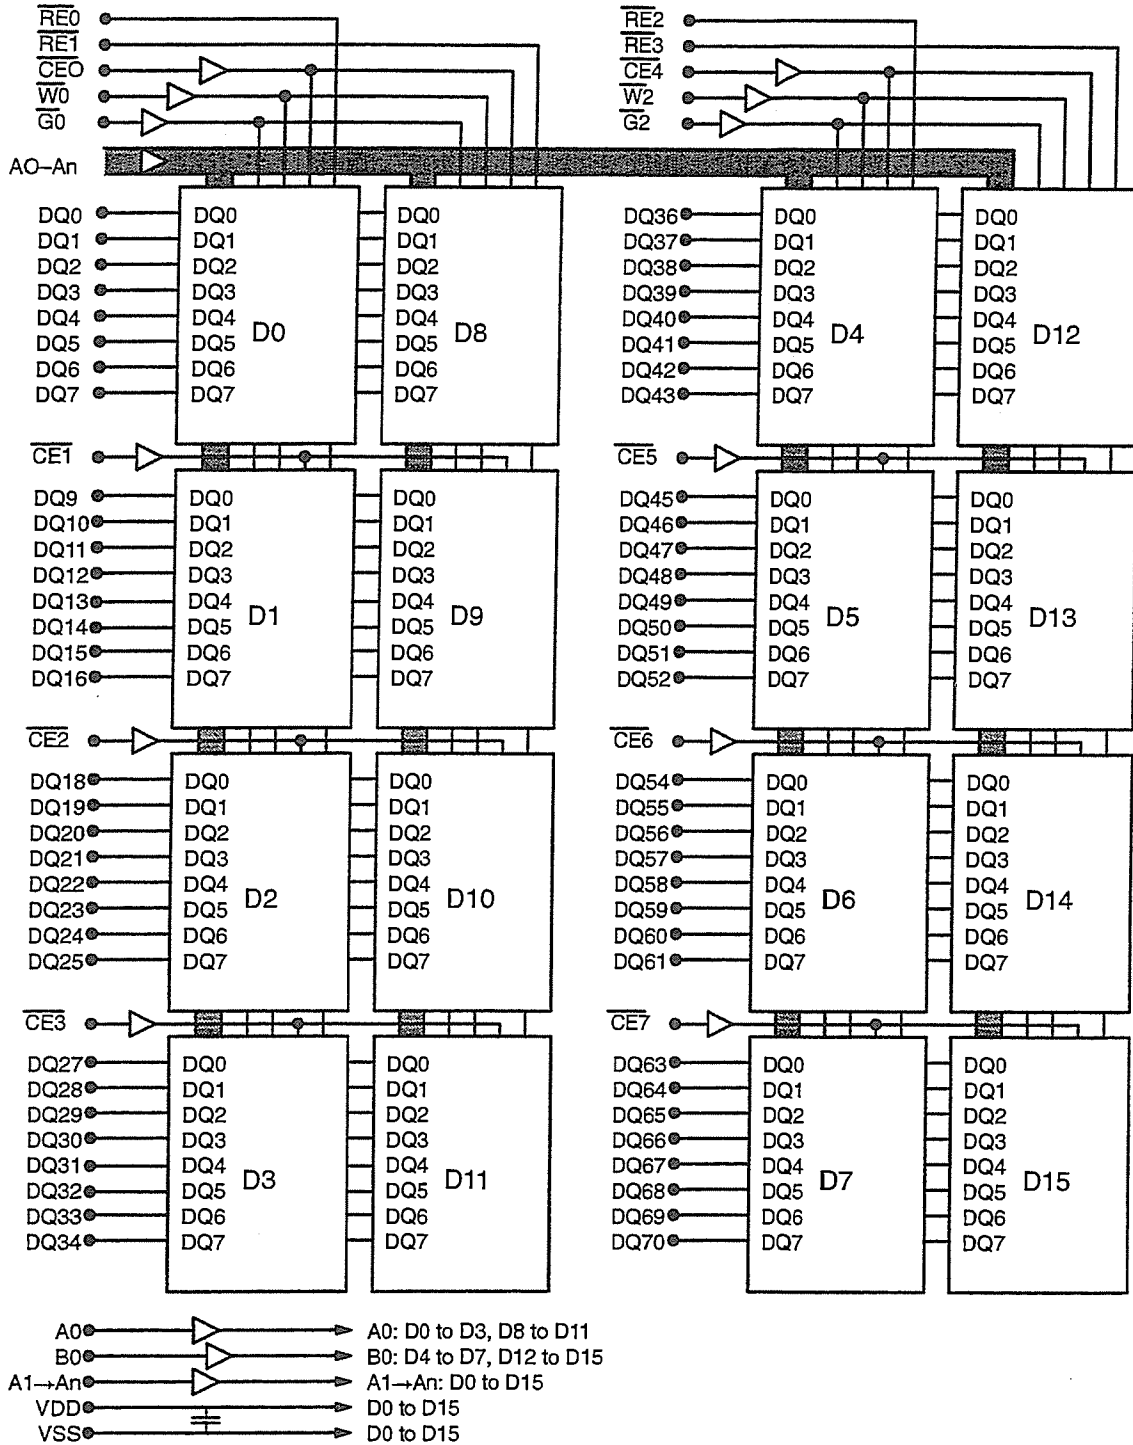 RE0
RE1
CEO
W0
G0
AO–An
RE2
RE3
CE4
W2
G2
DQ0 DQ0 DQ0
DQ1 DQ1 DQ1
DQ2 DQ2 DQ2
DQ3 DQ3 DQ3
DQ4 DQ4 DQ4
DQ5 DQ5 DQ5
DQ6 DQ6 DQ6
DQ7 DQ7 DQ7
D0 D8
DQ36 DQ0 DQ0
DQ37 DQ1 DQ1
DQ38 DQ2 DQ2
DQ39 DQ3 DQ3
DQ40 DQ4 DQ4
DQ41 DQ5 DQ5
DQ42 DQ6 DQ6
DQ43 DQ7 DQ7
D4 D12
CE1
DQ9 DQ0 DQ0
DQ10 DQ1 DQ1
DQ11 DQ2 DQ2
DQ12 DQ3 DQ3
DQ13 DQ4 DQ4
DQ14 DQ5 DQ5
DQ15 DQ6 DQ6
DQ16 DQ7 DQ7
D1 D9
CE5
DQ45 DQ0 DQ0
DQ46 DQ1 DQ1
DQ47 DQ2 DQ2
DQ48 DQ3 DQ3
DQ49 DQ4 DQ4
DQ50 DQ5 DQ5
DQ51 DQ6 DQ6
DQ52 DQ7 DQ7
D5 D13
CE2
DQ18 DQ0 DQ0
DQ19 DQ1 DQ1
DQ20 DQ2 DQ2
DQ21 DQ3 DQ3
DQ22 DQ4 DQ4
DQ23 DQ5 DQ5
DQ24 DQ6 DQ6
DQ25 DQ7 DQ7
D2 D10
CE6
DQ54 DQ0 DQ0
DQ55 DQ1 DQ1
DQ56 DQ2 DQ2
DQ57 DQ3 DQ3
DQ58 DQ4 DQ4
DQ59 DQ5 DQ5
DQ60 DQ6 DQ6
DQ61 DQ7 DQ7
D6 D14
CE3
DQ27 DQ0 DQ0
DQ28 DQ1 DQ1
DQ29 DQ2 DQ2
DQ30 DQ3 DQ3
DQ31 DQ4 DQ4
DQ32 DQ5 DQ5
DQ33 DQ6 DQ6
DQ34 DQ7 DQ7
D3 D11
CE7
DQ63 DQ0 DQ0
DQ64 DQ1 DQ1
DQ65 DQ2 DQ2
DQ66 DQ3 DQ3
DQ67 DQ4 DQ4
DQ68 DQ5 DQ5
DQ69 DQ6 DQ6
DQ70 DQ7 DQ7
D7 D15
A0 A0: D0 to D3, D8 to D11
B0 B0: D4 to D7, D12 to D15
A1→An A1→An: D0 to D15
VDD D0 to D15
VSS D0 to D15